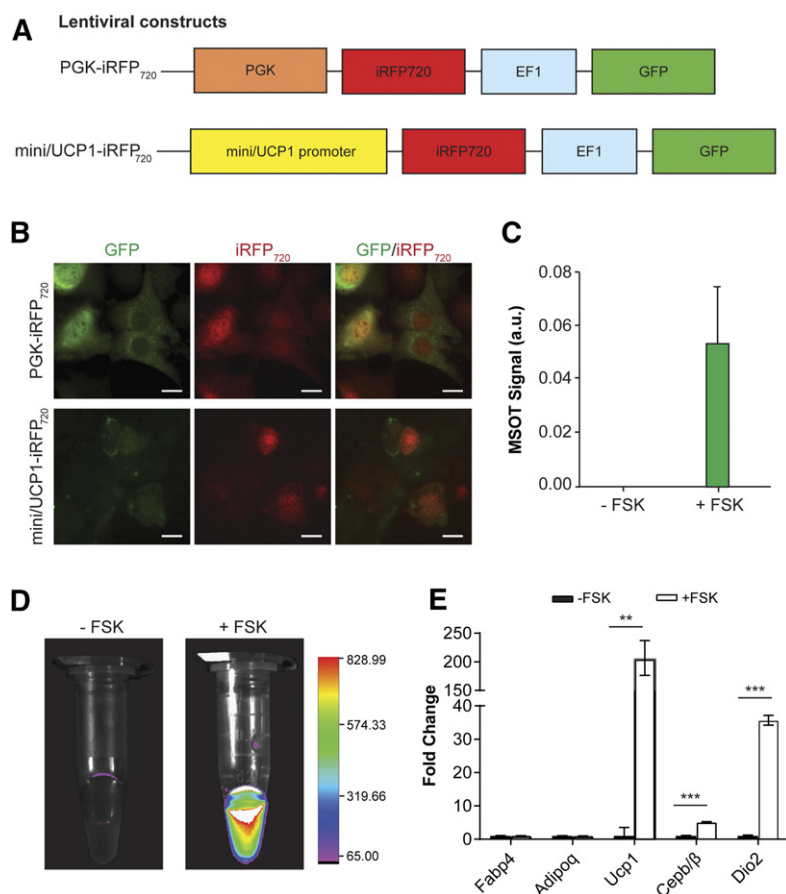 A
Lentiviral constructs
PGK-iRFP720
PGK
iRFP720
EF1
GFP
mini/UCP1-iRFP720
mini/UCP1 promoter
iRFP720
EF1
GFP
B
GFP
iRFP720
GFP/iRFP720
PGK-iRFP720
mini/UCP1-iRFP720
C
MSOT Signal (a.u.)
0.08
0.06
0.04
0.02
0.00
- FSK
+ FSK
D
- FSK
+ FSK
828.99
574.33
319.66
65.00
E
-FSK
+FSK
Fold Change
250
200
150
100
40
30
20
10
0
**
***
***
Fabp4
Adipoq
Ucp1
Cepb/β
Dio2